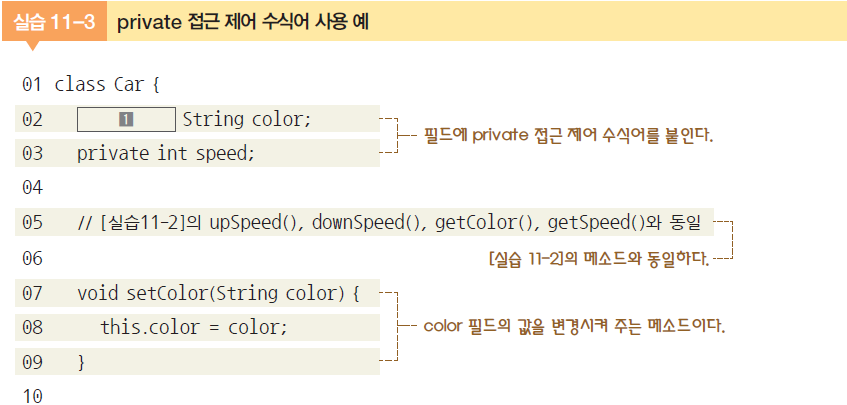 실습 11-3 private 접근 제어 수식어 사용 예
01 class Car {
02 1 String color;
필드에 private 접근 제어 수식어를 붙인다.
03 private int speed;
04
05 // [실습11-2]의 upSpeed(), downSpeed(), getColor(), getSpeed()와 동일
06
[실습 11-2]의 메소드와 동일하다.
07 void setColor(String color) {
08 this.color = color;
color 필드의 값을 변경시켜 주는 메소드이다.
09 }
10